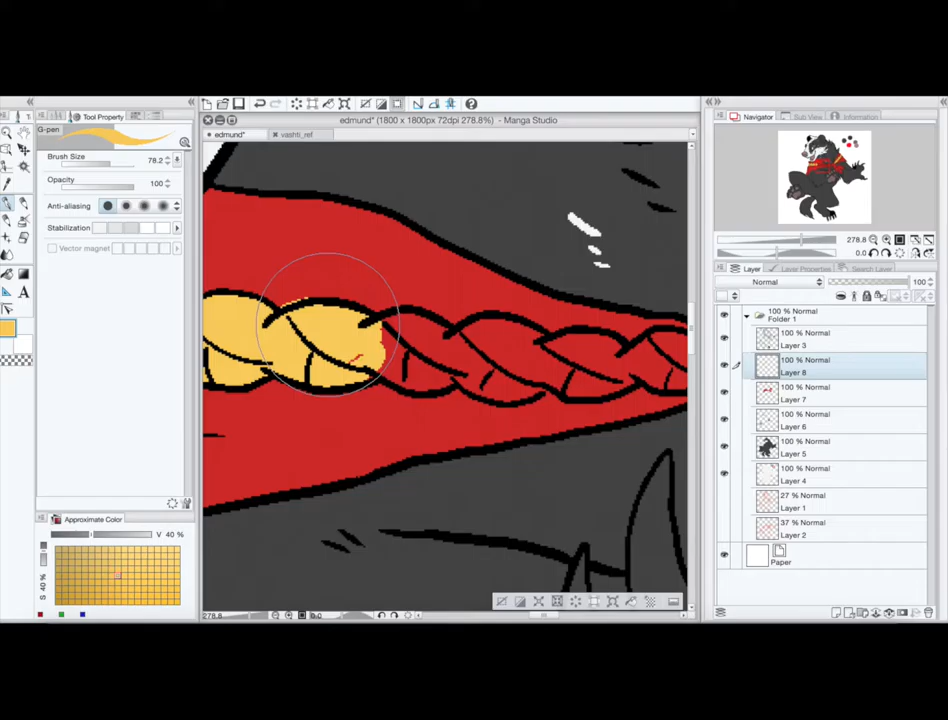 edmund* (1800 x 1800px 72dpi 278.8%) - Manga Studio
Tool Property
G-pen
Brush Size 78.2
Opacity 100
Anti-aliasing
Stabilization
Vector magnet
Approximate Color
V 40 %
S 40 %
edmund*
vashti_ref
278.8
0.0
Navigator
Sub View
Information
278.8
0.0
Layer
Layer Properties
Search Layer
Normal
100
100 % Normal
Folder 1
100 % Normal
Layer 3
100 % Normal
Layer 8
100 % Normal
Layer 7
100 % Normal
Layer 6
100 % Normal
Layer 5
100 % Normal
Layer 4
27 % Normal
Layer 1
37 % Normal
Layer 2
Paper